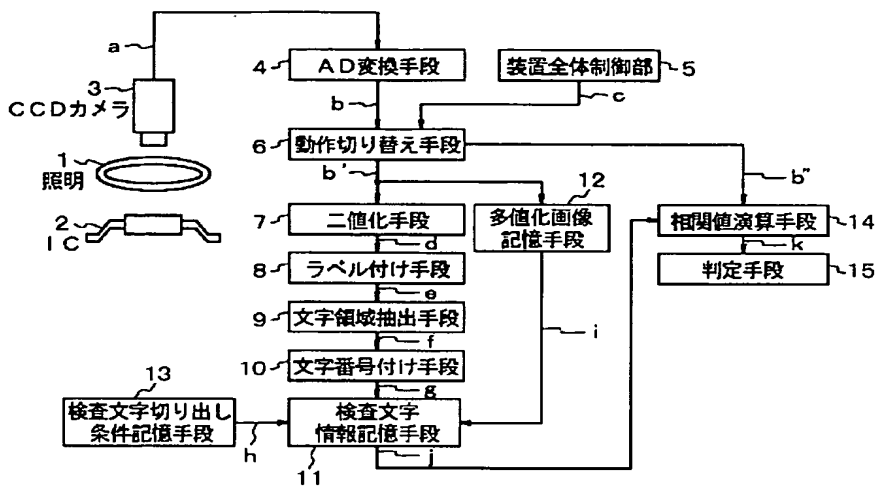 a
4
AD変換手段
装置全体制御部
5
3
CCDカメラ
b
c
6
動作切り替え手段
1
照明
b'
12
b"
2
IC
7
二値化手段
多値化画像
記憶手段
相関値演算手段
14
d
k
8
ラベル付け手段
判定手段
15
e
9
文字領域抽出手段
f
i
10
文字番号付け手段
13
g
検査文字切り出し
条件記憶手段
検査文字
情報記憶手段
h
11
j